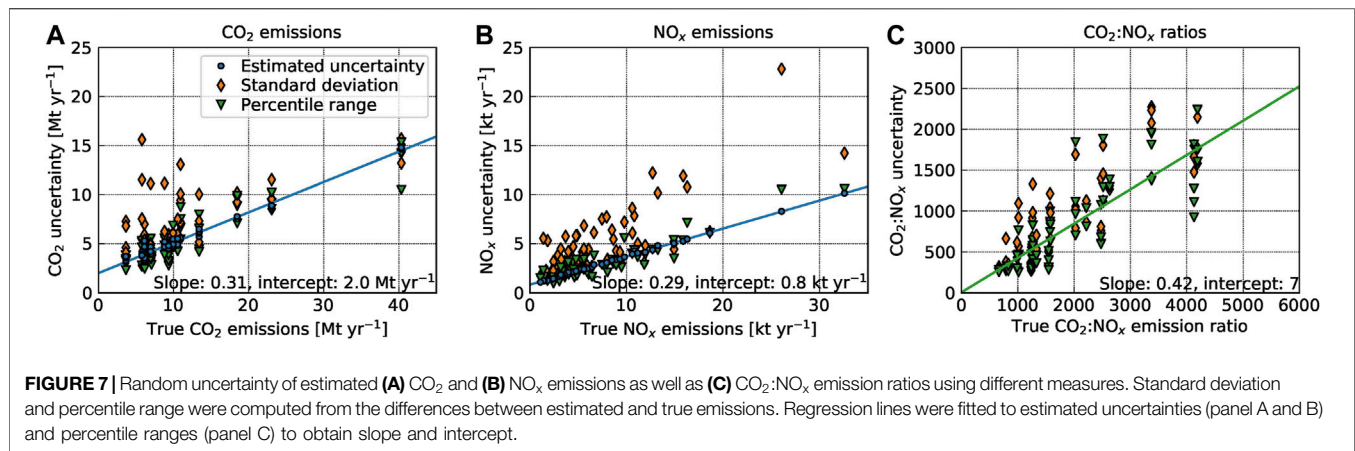 A
CO₂ emissions
25
20
15
10
5
0
CO₂ uncertainty [Mt yr⁻¹]
Estimated uncertainty
Standard deviation
Percentile range
Slope: 0.31, intercept: 2.0 Mt yr⁻¹
0 10 20 30 40
True CO₂ emissions [Mt yr⁻¹]
B
NOₓ emissions
25
20
15
10
5
0
NOₓ uncertainty [kt yr⁻¹]
Slope: 0.29, intercept: 0.8 kt yr⁻¹
0 10 20 30
True NOₓ emissions [kt yr⁻¹]
C
CO₂:NOₓ ratios
3000
2500
2000
1500
1000
500
0
CO₂:NOₓ uncertainty
Slope: 0.42, intercept: 7
0 1000 2000 3000 4000 5000 6000
True CO₂:NOₓ emission ratio
FIGURE 7 | Random uncertainty of estimated (A) CO₂ and (B) NOₓ emissions as well as (C) CO₂:NOₓ emission ratios using different measures. Standard deviation
and percentile range were computed from the differences between estimated and true emissions. Regression lines were fitted to estimated uncertainties (panel A and B)
and percentile ranges (panel C) to obtain slope and intercept.